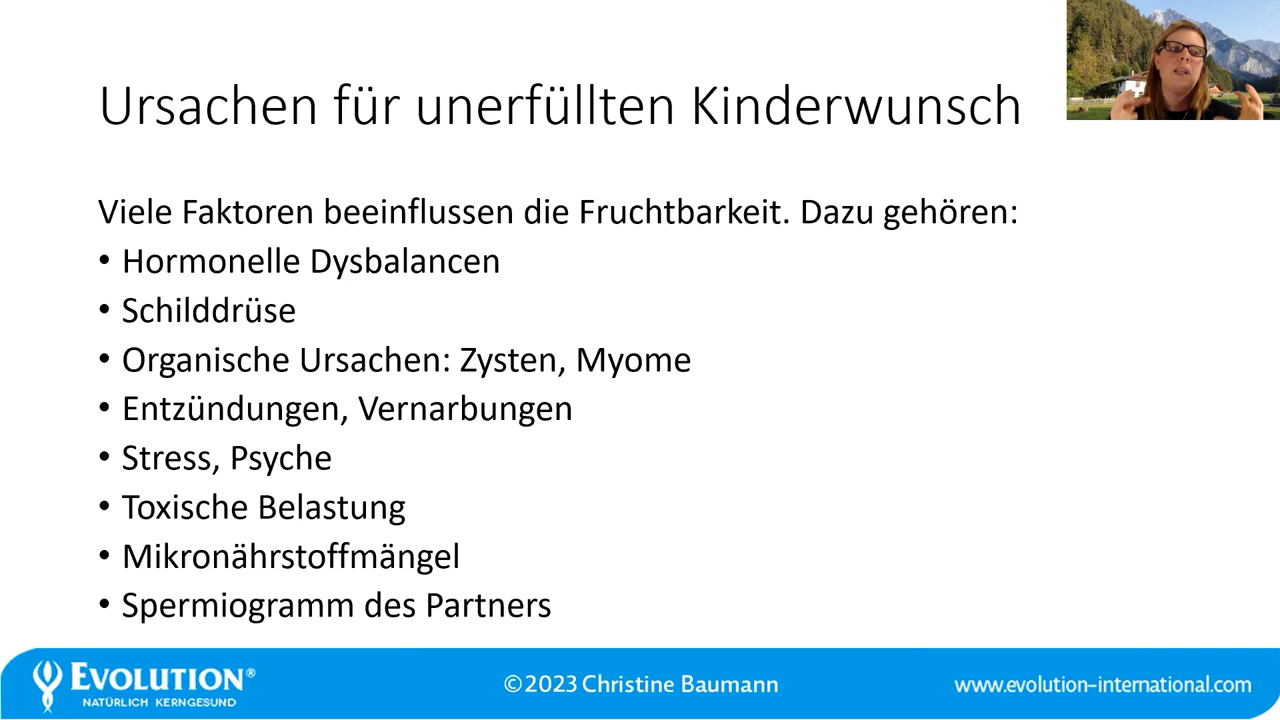 Ursachen für unerfüllten Kinderwunsch
Viele Faktoren beeinflussen die Fruchtbarkeit. Dazu gehören:
• Hormonelle Dysbalancen
• Schilddrüse
• Organische Ursachen: Zysten, Myome
• Entzündungen, Vernarbungen
• Stress, Psyche
• Toxische Belastung
• Mikronährstoffmängel
• Spermiogramm des Partners
EVOLUTION®
NATÜRLICH KERNGESUND
©2023 Christine Baumann
www.evolution-international.com